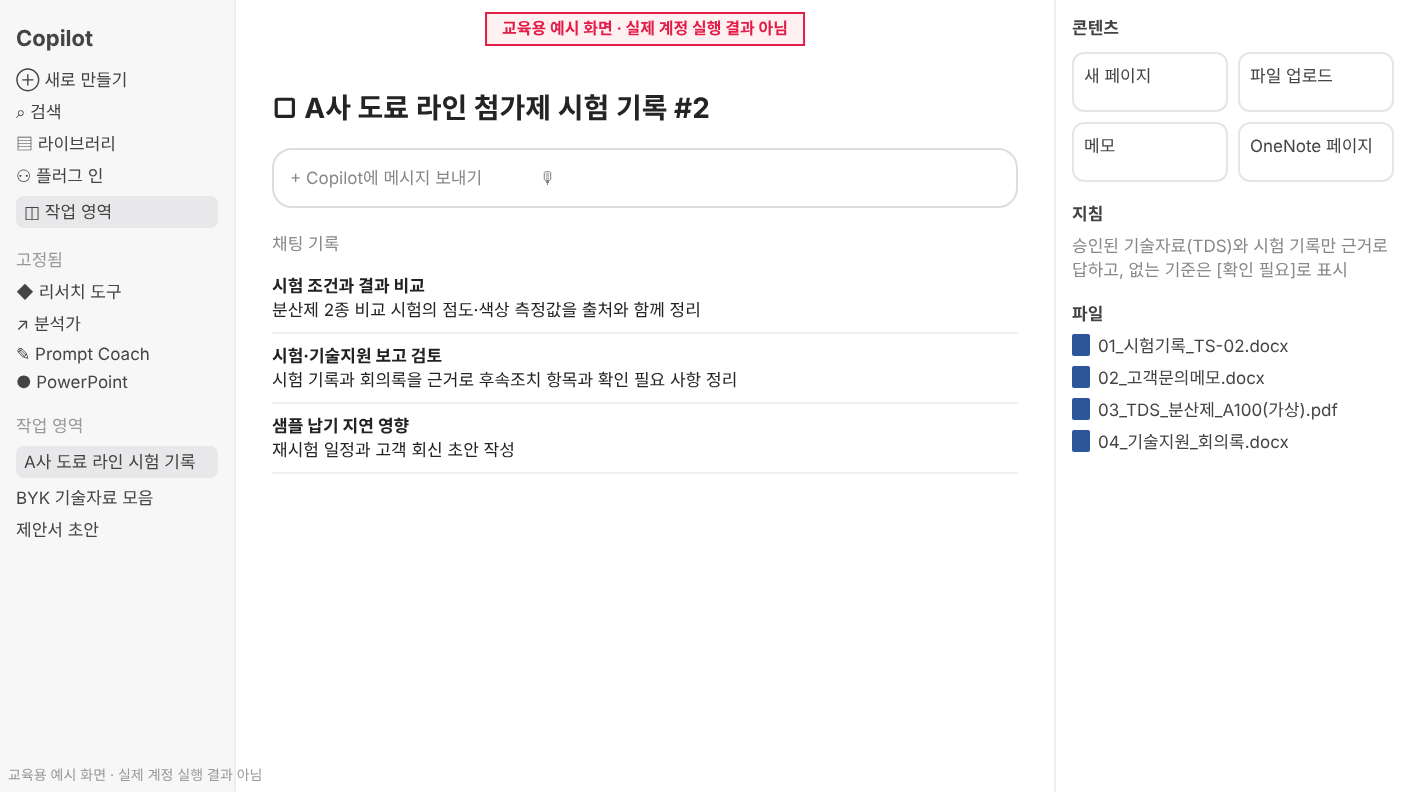 Copilot
새로 만들기
검색
라이브러리
플러그 인
작업 영역
고정됨
리서치 도구
분석가
Prompt Coach
PowerPoint
작업 영역
A사 도료 라인 시험 기록
BYK 기술자료 모음
제안서 초안
교육용 예시 화면 · 실제 계정 실행 결과 아님
교육용 예시 화면 · 실제 계정 실행 결과 아님
A사 도료 라인 첨가제 시험 기록 #2
+ Copilot에 메시지 보내기
채팅 기록
시험 조건과 결과 비교
분산제 2종 비교 시험의 점도·색상 측정값을 출처와 함께 정리
시험·기술지원 보고 검토
시험 기록과 회의록을 근거로 후속조치 항목과 확인 필요 사항 정리
샘플 납기 지연 영향
재시험 일정과 고객 회신 초안 작성
콘텐츠
새 페이지
파일 업로드
메모
OneNote 페이지
지침
승인된 기술자료(TDS)와 시험 기록만 근거로
답하고, 없는 기준은 [확인 필요]로 표시
파일
01_시험기록_TS-02.docx
02_고객문의메모.docx
03_TDS_분산제_A100(가상).pdf
04_기술지원_회의록.docx